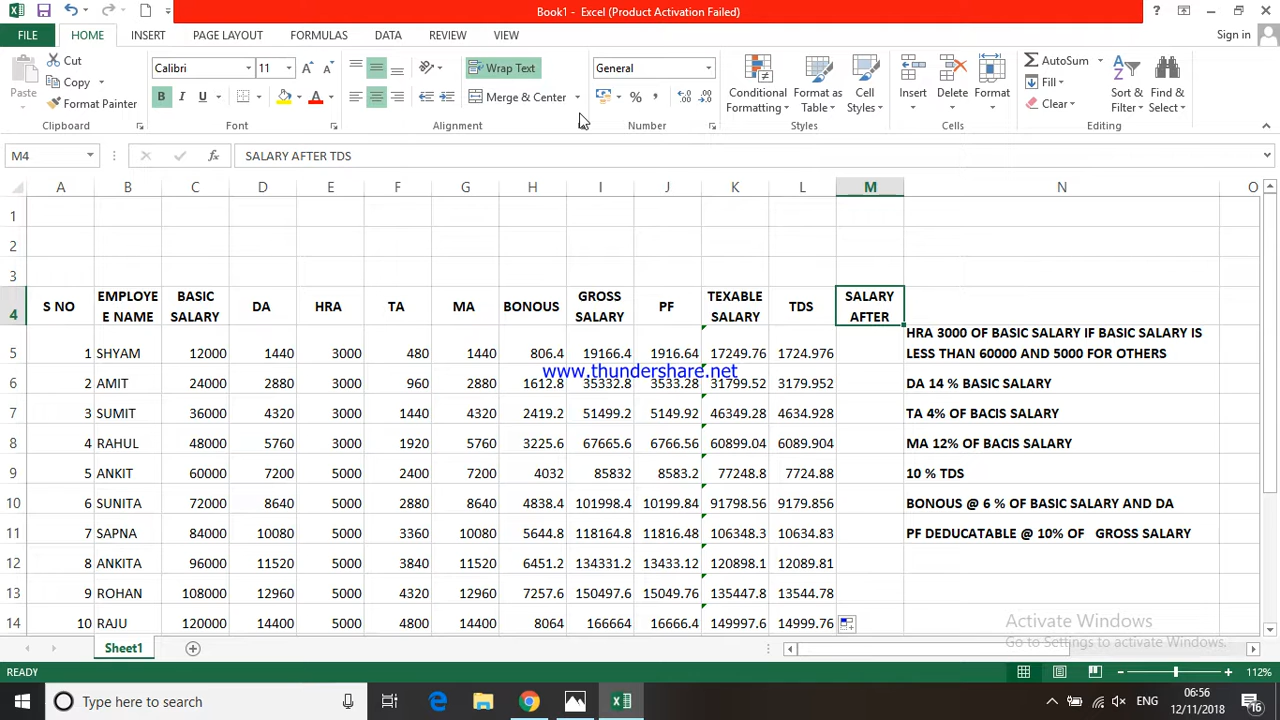 Book1 - Excel (Product Activation Failed)
FILE HOME INSERT PAGE LAYOUT FORMULAS DATA REVIEW VIEW Sign in
Paste Cut Copy Format Painter Clipboard
Calibri 11 B I U A Font
Wrap Text Merge & Center Alignment
General % , Number
Conditional Formatting Format as Table Cell Styles Styles
Insert Delete Format Cells
AutoSum Fill Clear Sort & Filter Find & Select Editing
M4 fx SALARY AFTER TDS
A B C D E F G H I J K L M N O
1
2
3
4 S NO EMPLOYE E NAME BASIC SALARY DA HRA TA MA BONOUS GROSS SALARY PF TEXABLE SALARY TDS SALARY AFTER
5 1 SHYAM 12000 1440 3000 480 1440 806.4 19166.4 1916.64 17249.76 1724.976 HRA 3000 OF BASIC SALARY IF BASIC SALARY IS LESS THAN 60000 AND 5000 FOR OTHERS
www.thundershare.net
6 2 AMIT 24000 2880 3000 960 2880 1612.8 35332.8 3533.28 31799.52 3179.952 DA 14 % BASIC SALARY
7 3 SUMIT 36000 4320 3000 1440 4320 2419.2 51499.2 5149.92 46349.28 4634.928 TA 4% OF BACIS SALARY
8 4 RAHUL 48000 5760 3000 1920 5760 3225.6 67665.6 6766.56 60899.04 6089.904 MA 12% OF BACIS SALARY
9 5 ANKIT 60000 7200 5000 2400 7200 4032 85832 8583.2 77248.8 7724.88 10 % TDS
10 6 SUNITA 72000 8640 5000 2880 8640 4838.4 101998.4 10199.84 91798.56 9179.856 BONOUS @ 6 % OF BASIC SALARY AND DA
11 7 SAPNA 84000 10080 5000 3360 10080 5644.8 118164.8 11816.48 106348.3 10634.83 PF DEDUCATABLE @ 10% OF GROSS SALARY
12 8 ANKITA 96000 11520 5000 3840 11520 6451.2 134331.2 13433.12 120898.1 12089.81
13 9 ROHAN 108000 12960 5000 4320 12960 7257.6 150497.6 15049.76 135447.8 13544.78
14 10 RAJU 120000 14400 5000 4800 14400 8064 166664 16666.4 149997.6 14999.76
Activate Windows
Go to Settings to activate Windows.
Sheet1
READY 112%
Type here to search
ENG 06:56
12/11/2018 16